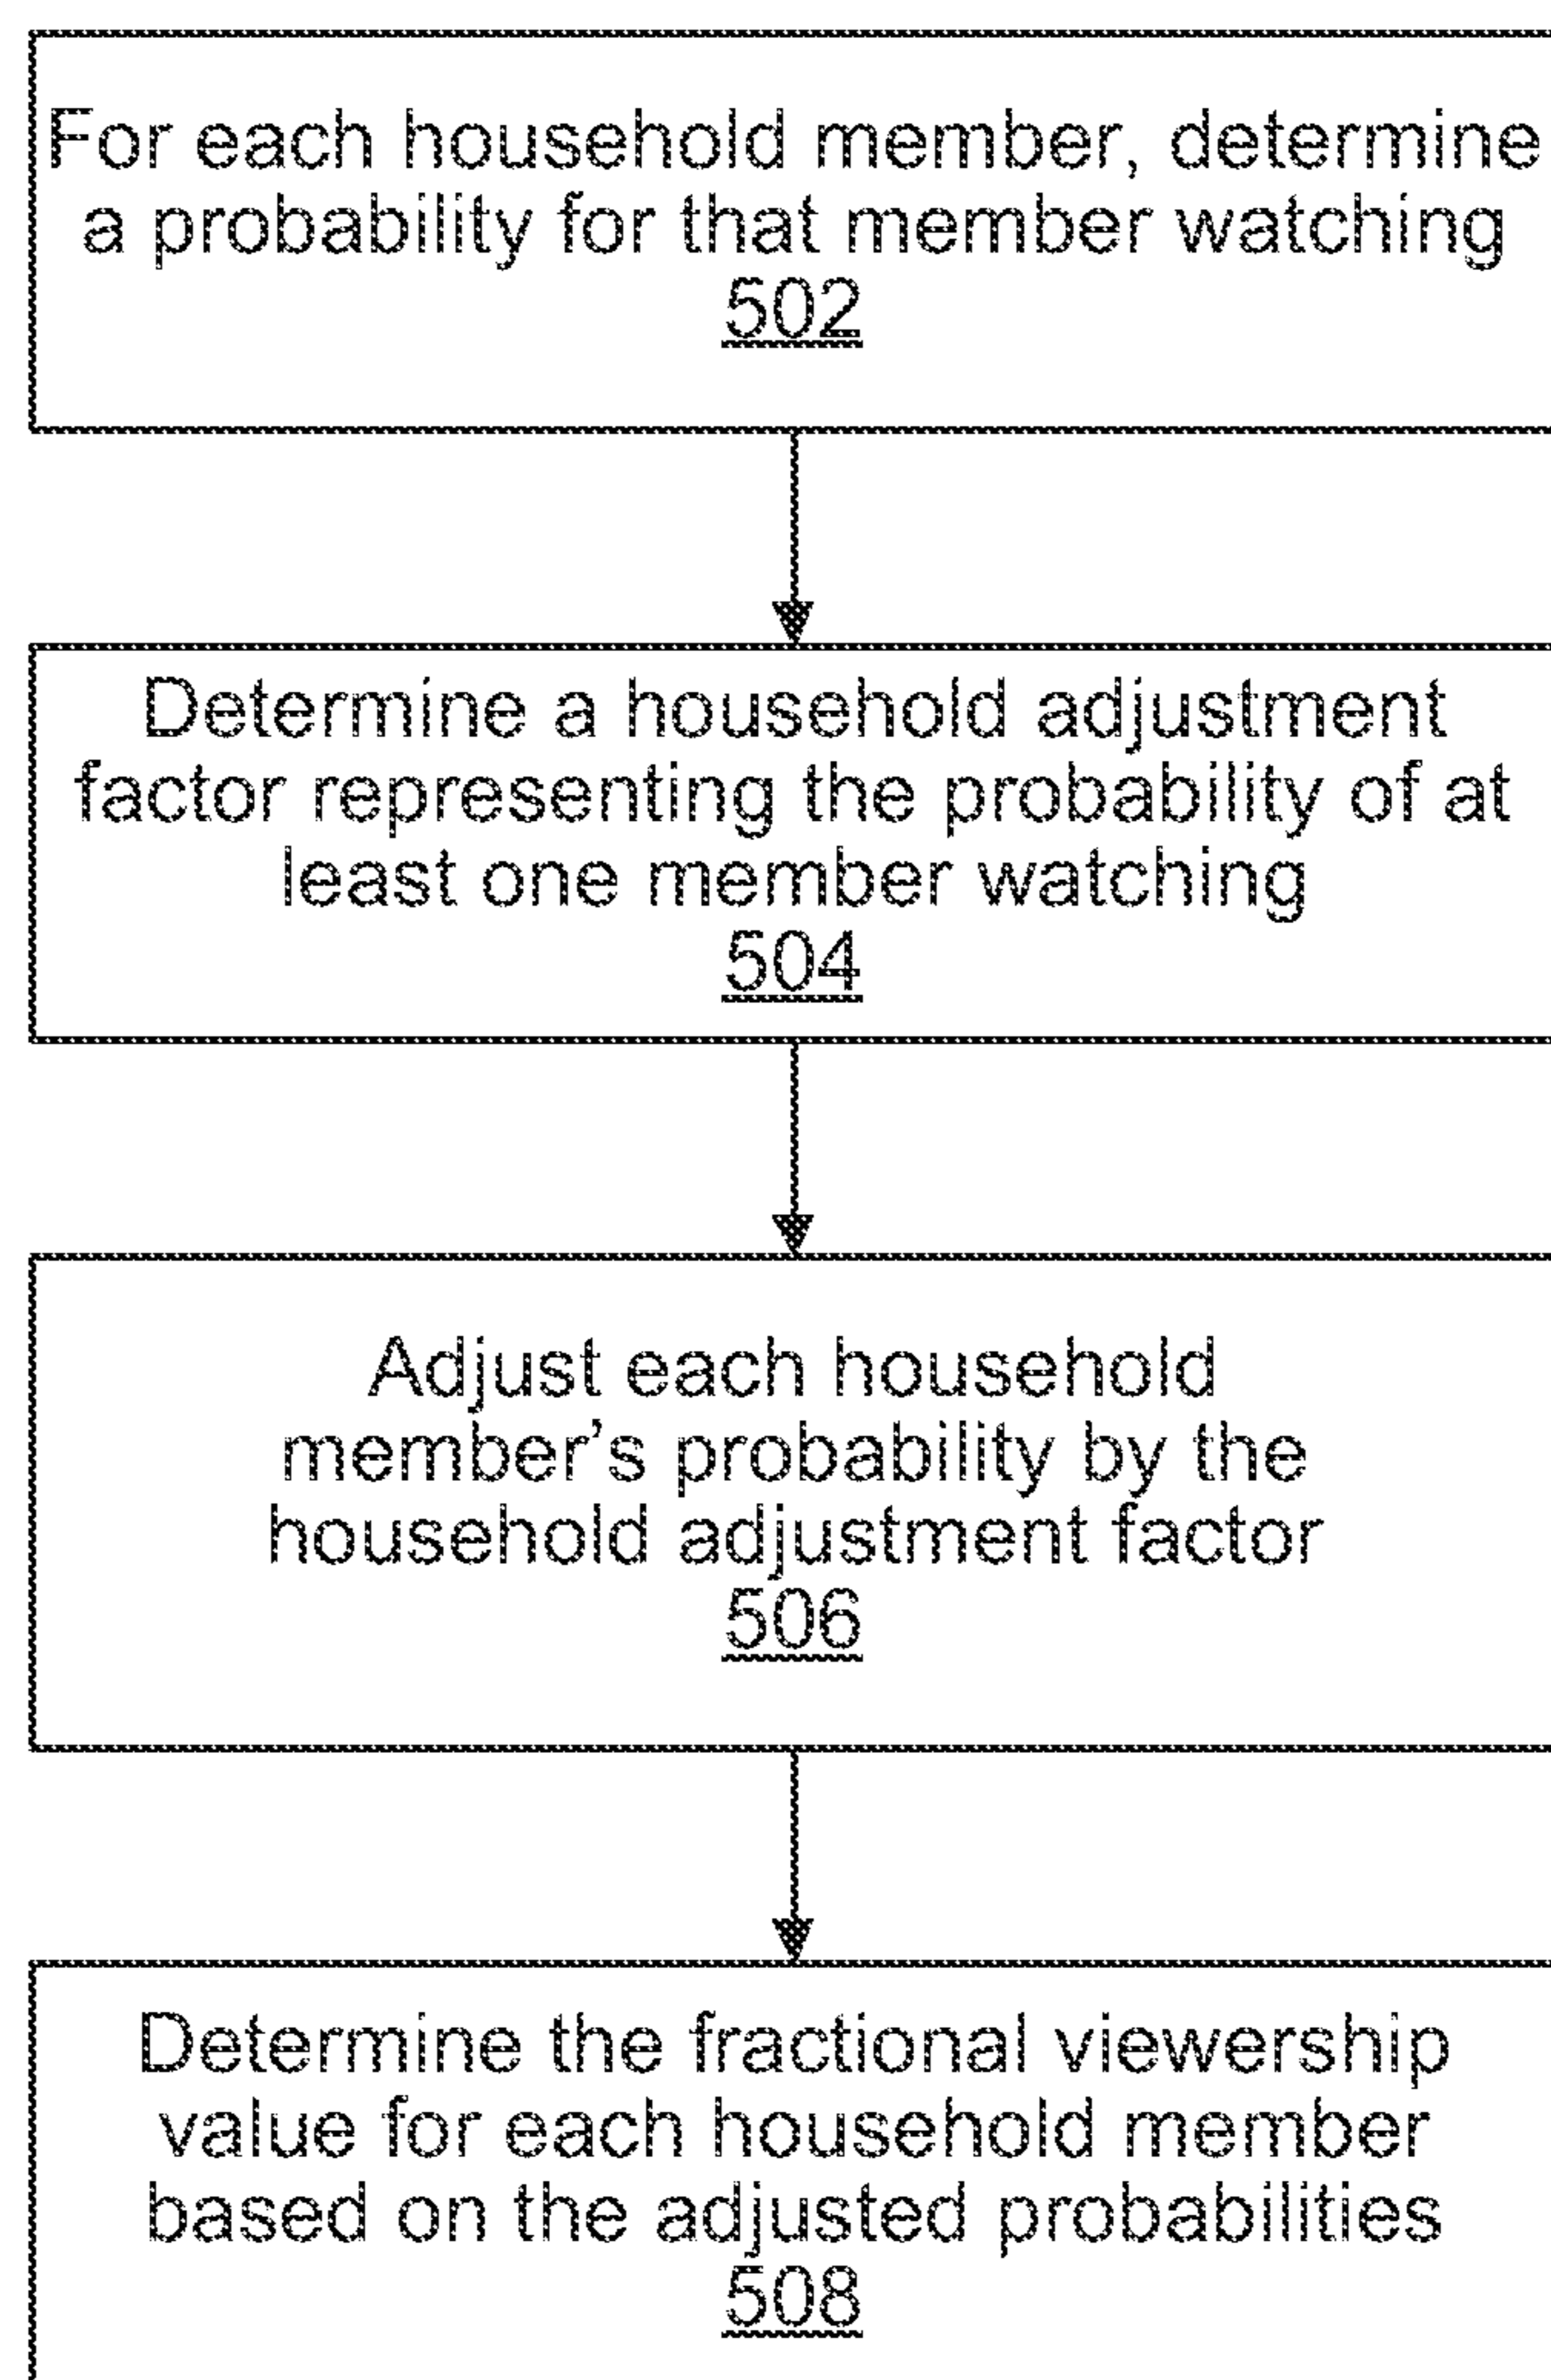 For each household member, determine
a probability for that member watching
502
Determine a household adjustment
factor representing the probability of at
least one member watching
504
Adjust each household
member's probability by the
household adjustment factor
506
Determine the fractional viewership
value for each household member
based on the adjusted probabilities
508